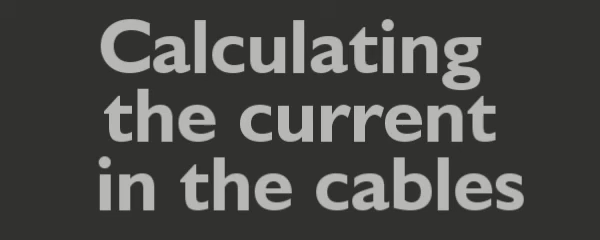 Calculating
the current
in the cables